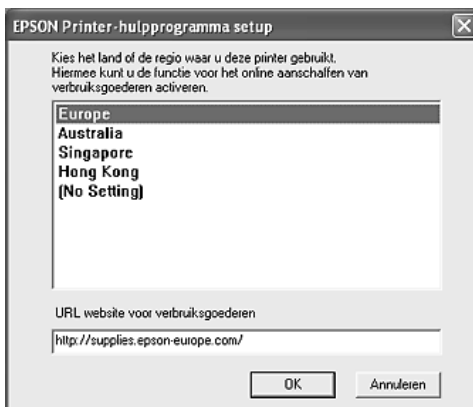 EPSON Printer-hulpprogramma setup
Kies het land of de regio waar u deze printer gebruikt.
Hiermee kunt u de functie voor het online aanschaffen van
verbruiksgoederen activeren.
Europe
Australia
Singapore
Hong Kong
(No Setting)
URL website voor verbruiksgoederen
http://supplies.epson-europe.com/
OK
Annuleren